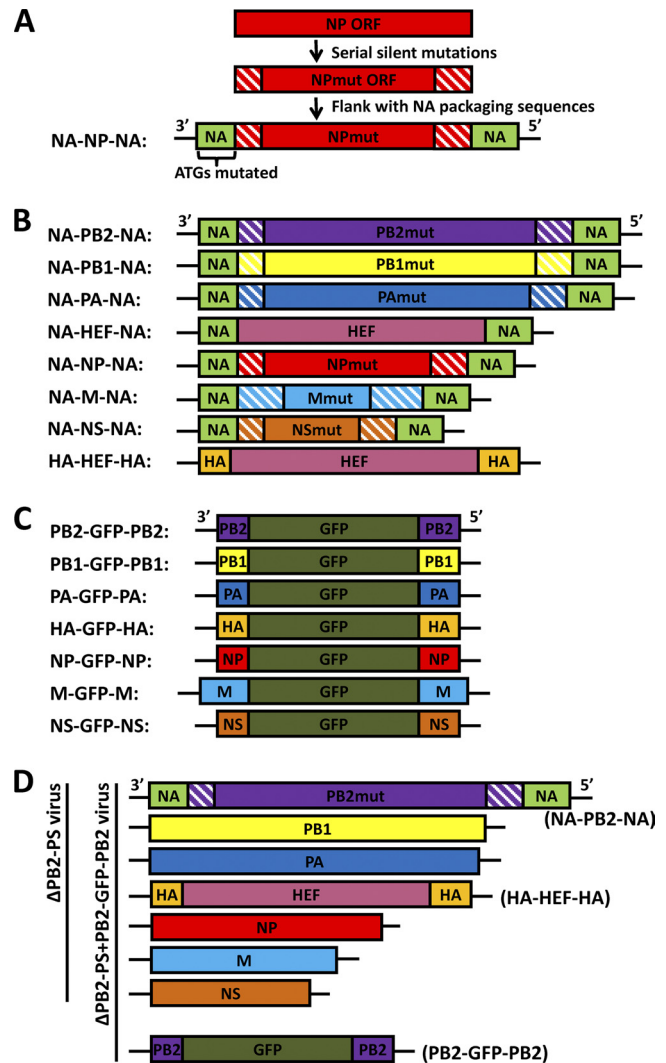 A
NP ORF
Serial silent mutations
NPmut ORF
Flank with NA packaging sequences
3’ 5’
NA-NP-NA: NA NPmut NA
ATGs mutated
B
3’ 5’
NA-PB2-NA: NA PB2mut NA
NA-PB1-NA: NA PB1mut NA
NA-PA-NA: NA PAmut NA
NA-HEF-NA: NA HEF NA
NA-NP-NA: NA NPmut NA
NA-M-NA: NA Mmut NA
NA-NS-NA: NA NSmut NA
HA-HEF-HA: HA HEF HA
C
3’ 5’
PB2-GFP-PB2: PB2 GFP PB2
PB1-GFP-PB1: PB1 GFP PB1
PA-GFP-PA: PA GFP PA
HA-GFP-HA: HA GFP HA
NP-GFP-NP: NP GFP NP
M-GFP-M: M GFP M
NS-GFP-NS: NS GFP NS
D
ΔPB2-PS virus
ΔPB2-PS+PB2-GFP-PB2 virus
3’ 5’
NA PB2mut NA
(NA-PB2-NA)
PB1
PA
HA HEF HA (HA-HEF-HA)
NP
M
NS
PB2 GFP PB2 (PB2-GFP-PB2)